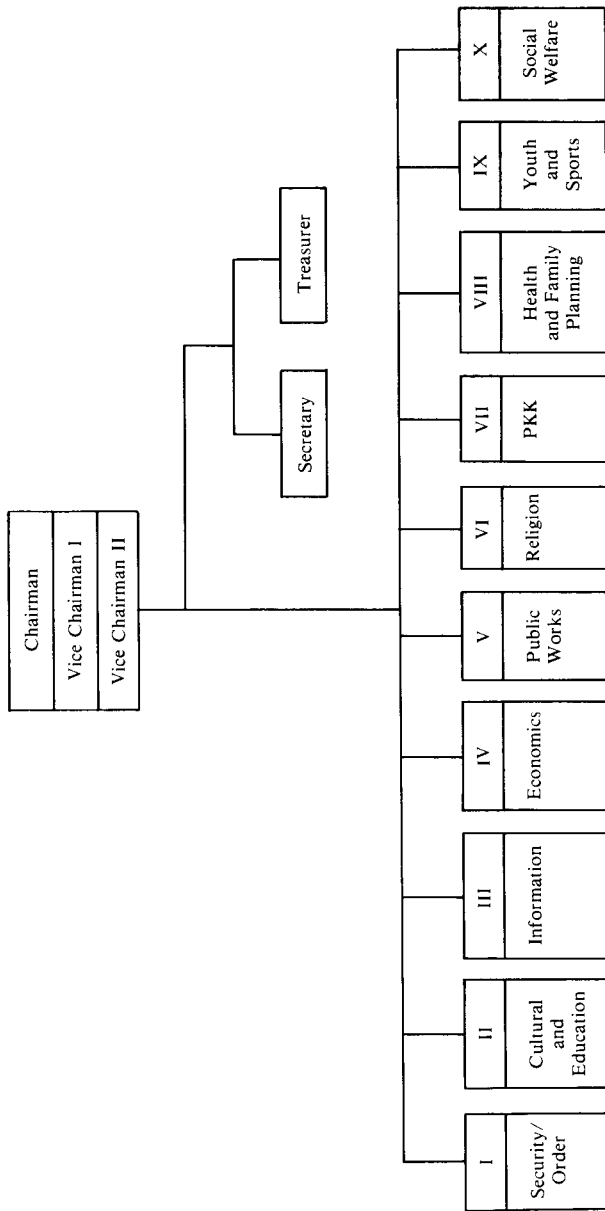 Chairman
Vice Chairman I
Vice Chairman II
Secretary
Treasurer
I
Security/
Order
II
Cultural
and
Education
III
Information
IV
Economics
V
Public
Works
VI
Religion
VII
PKK
VIII
Health
and Family
Planning
IX
Youth
and
Sports
X
Social
Welfare